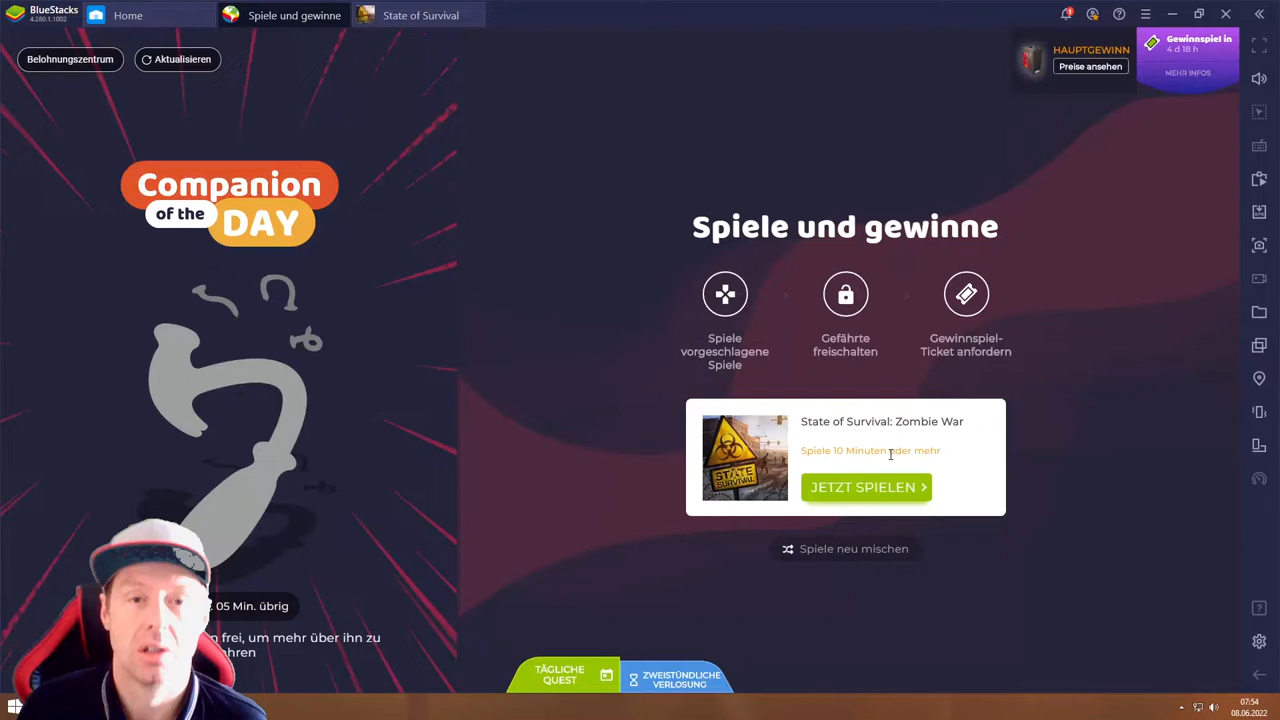 BlueStacks
4.280.1.1002
Home
Spiele und gewinne
State of Survival
Belohnungszentrum
Aktualisieren
HAUPTGEWINN
Preise ansehen
Gewinnspiel in
4 d 18 h
MEHR INFOS
Companion
of the
DAY
Spiele und gewinne
Spiele
vorgeschlagene
Spiele
Gefährte
freischalten
Gewinnspiel-
Ticket anfordern
STATE
SURVIVAL
State of Survival: Zombie War
Spiele 10 Minuten oder mehr
JETZT SPIELEN
Spiele neu mischen
05 Min. übrig
frei, um mehr über ihn zu
TÄGLICHE
QUEST
ZWEISTÜNDLICHE
VERLOSUNG
07:54
08.06.2022